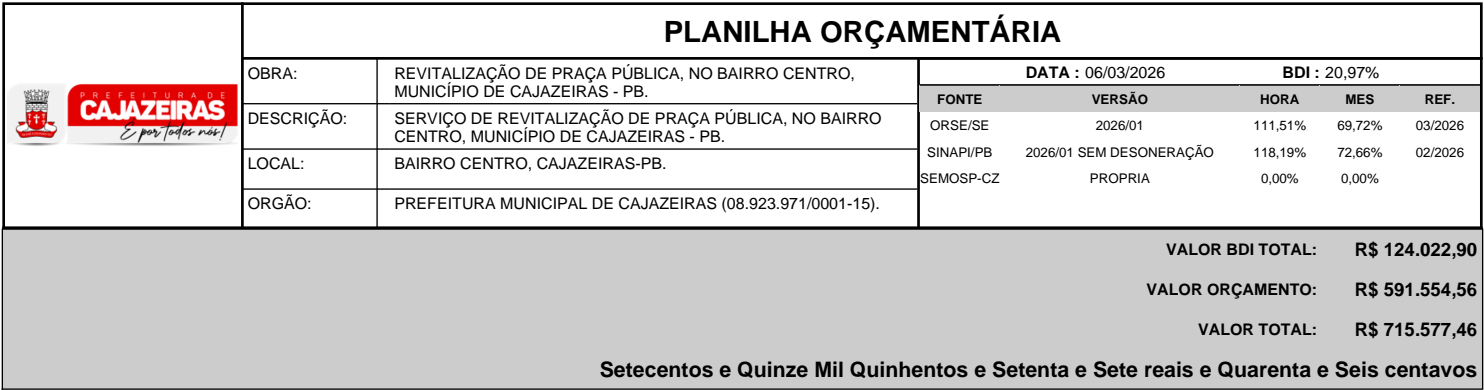 PLANILHA ORÇAMENTÁRIA
PREFEITURA DE
CAJAZEIRAS
É por todos nós!
OBRA: REVITALIZAÇÃO DE PRAÇA PÚBLICA, NO BAIRRO CENTRO,
MUNICÍPIO DE CAJAZEIRAS - PB.
DESCRIÇÃO: SERVIÇO DE REVITALIZAÇÃO DE PRAÇA PÚBLICA, NO BAIRRO
CENTRO, MUNICÍPIO DE CAJAZEIRAS - PB.
LOCAL: BAIRRO CENTRO, CAJAZEIRAS-PB.
ORGÃO: PREFEITURA MUNICIPAL DE CAJAZEIRAS (08.923.971/0001-15).
DATA : 06/03/2026 BDI : 20,97%
FONTE VERSÃO HORA MES REF.
ORSE/SE 2026/01 111,51% 69,72% 03/2026
SINAPI/PB 2026/01 SEM DESONERAÇÃO 118,19% 72,66% 02/2026
SEMOSP-CZ PROPRIA 0,00% 0,00%
VALOR BDI TOTAL: R$ 124.022,90
VALOR ORÇAMENTO: R$ 591.554,56
VALOR TOTAL: R$ 715.577,46
Setecentos e Quinze Mil Quinhentos e Setenta e Sete reais e Quarenta e Seis centavos